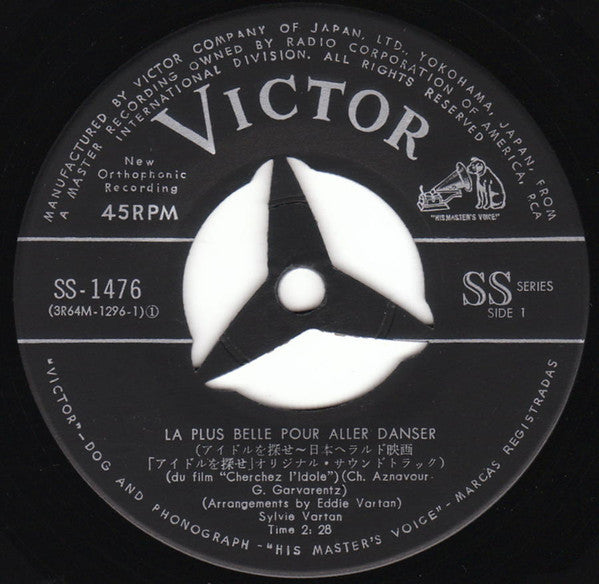 MANUFACTURED BY VICTOR COMPANY OF JAPAN, LTD., YOKOHAMA, JAPAN, FROM
A MASTER RECORDING OWNED BY RADIO CORPORATION OF AMERICA, RCA
INTERNATIONAL DIVISION. ALL RIGHTS RESERVED
VICTOR
New
Orthophonic
Recording
45RPM
"HIS MASTER'S VOICE"
SS-1476
(3R64M-1296-1)①
SS SERIES
SIDE 1
LA PLUS BELLE POUR ALLER DANSER
(アイドルを探せ～日本ヘラルド映画
「アイドルを探せ」オリジナル・サウンドトラック)
(du film "Cherchez l'Idole")(Ch. Aznavour-
G. Garvarentz)
(Arrangements by Eddie Vartan)
Sylvie Vartan
Time 2: 28
"VICTOR"-DOG AND PHONOGRAPH-"HIS MASTER'S VOICE"-MARCAS REGISTRADAS